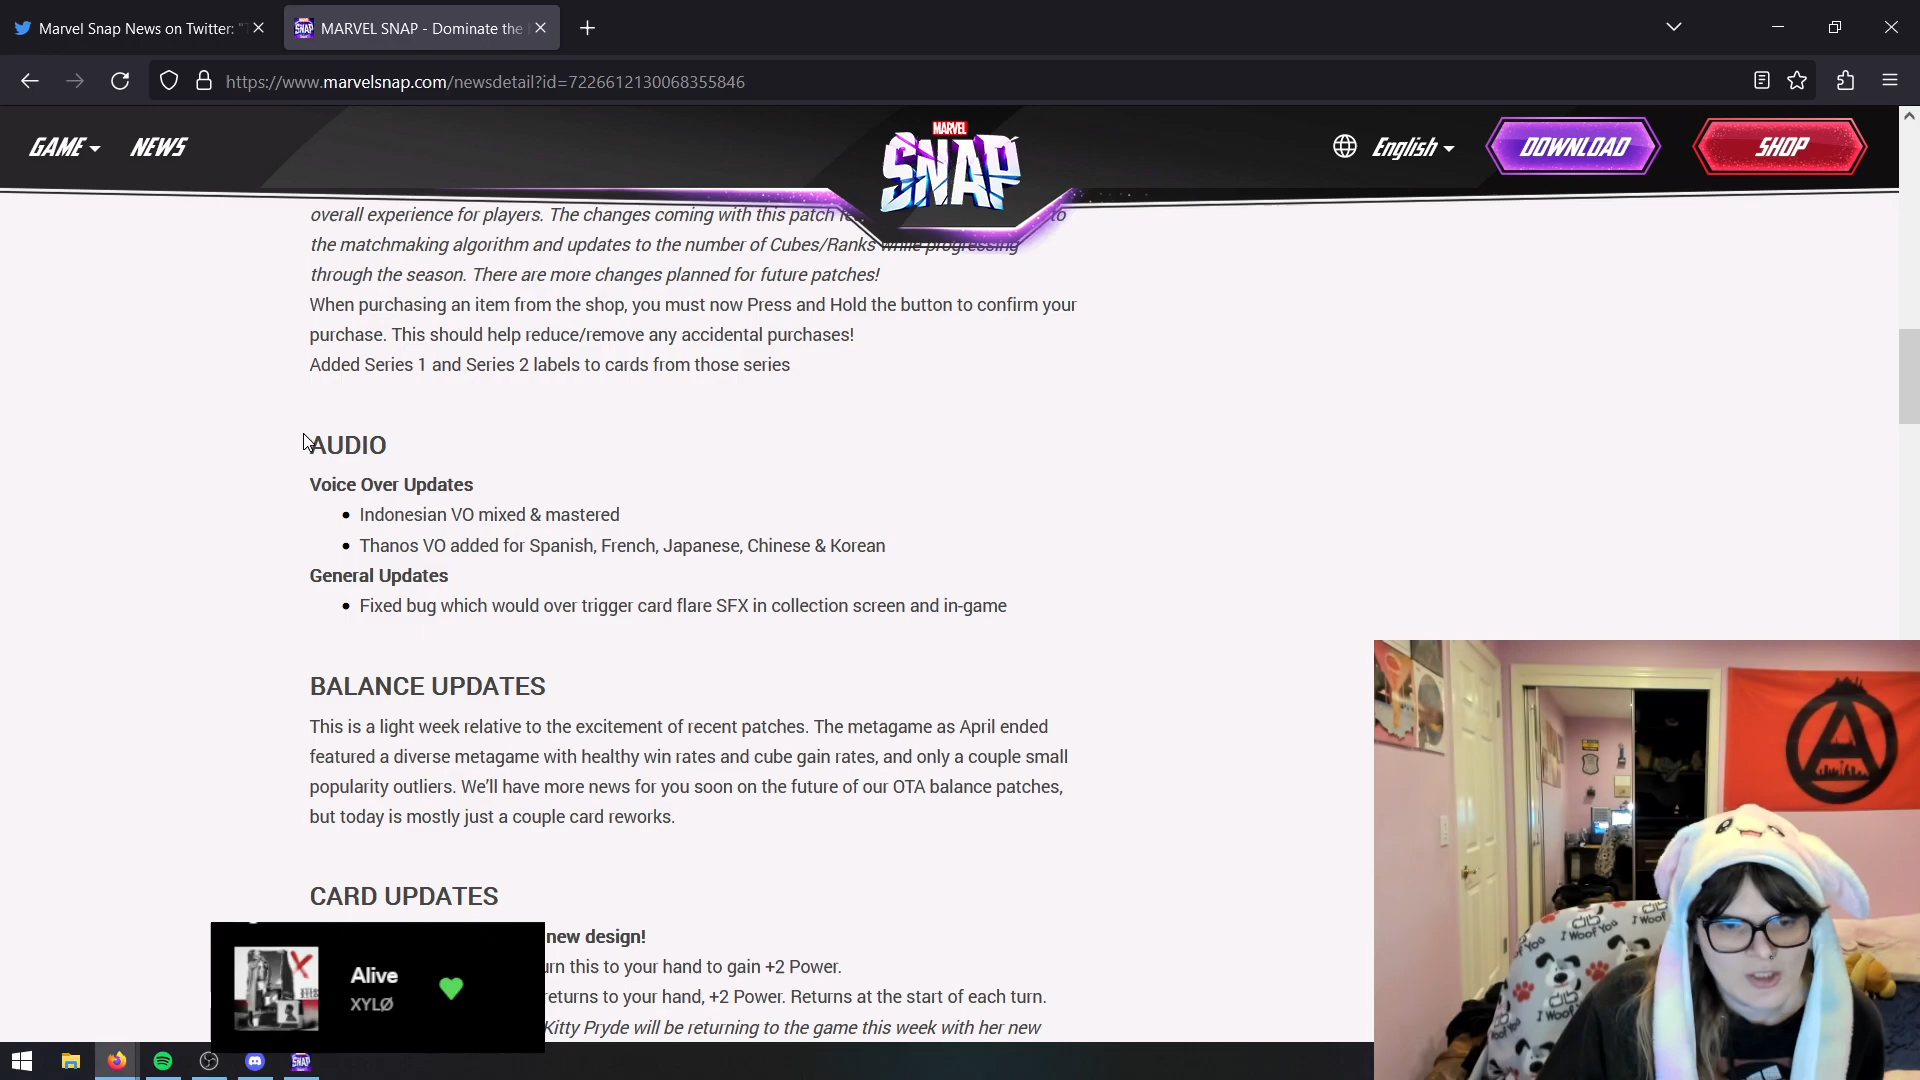 Marvel Snap News on Twitter: "T
MARVEL SNAP - Dominate the
https://www.marvelsnap.com/newsdetail?id=7226612130068355846
GAME
NEWS
MARVEL
SNAP
English
DOWNLOAD
SHOP
overall experience for players. The changes coming with this patch to
the matchmaking algorithm and updates to the number of Cubes/Ranks while progressing
through the season. There are more changes planned for future patches!
When purchasing an item from the shop, you must now Press and Hold the button to confirm your
purchase. This should help reduce/remove any accidental purchases!
Added Series 1 and Series 2 labels to cards from those series
AUDIO
Voice Over Updates
• Indonesian VO mixed & mastered
• Thanos VO added for Spanish, French, Japanese, Chinese & Korean
General Updates
• Fixed bug which would over trigger card flare SFX in collection screen and in-game
BALANCE UPDATES
This is a light week relative to the excitement of recent patches. The metagame as April ended
featured a diverse metagame with healthy win rates and cube gain rates, and only a couple small
popularity outliers. We'll have more news for you soon on the future of our OTA balance patches,
but today is mostly just a couple card reworks.
CARD UPDATES
new design!
urn this to your hand to gain +2 Power.
returns to your hand, +2 Power. Returns at the start of each turn.
Kitty Pryde will be returning to the game this week with her new
Alive
XYLØ
I Woof You
I Woof You